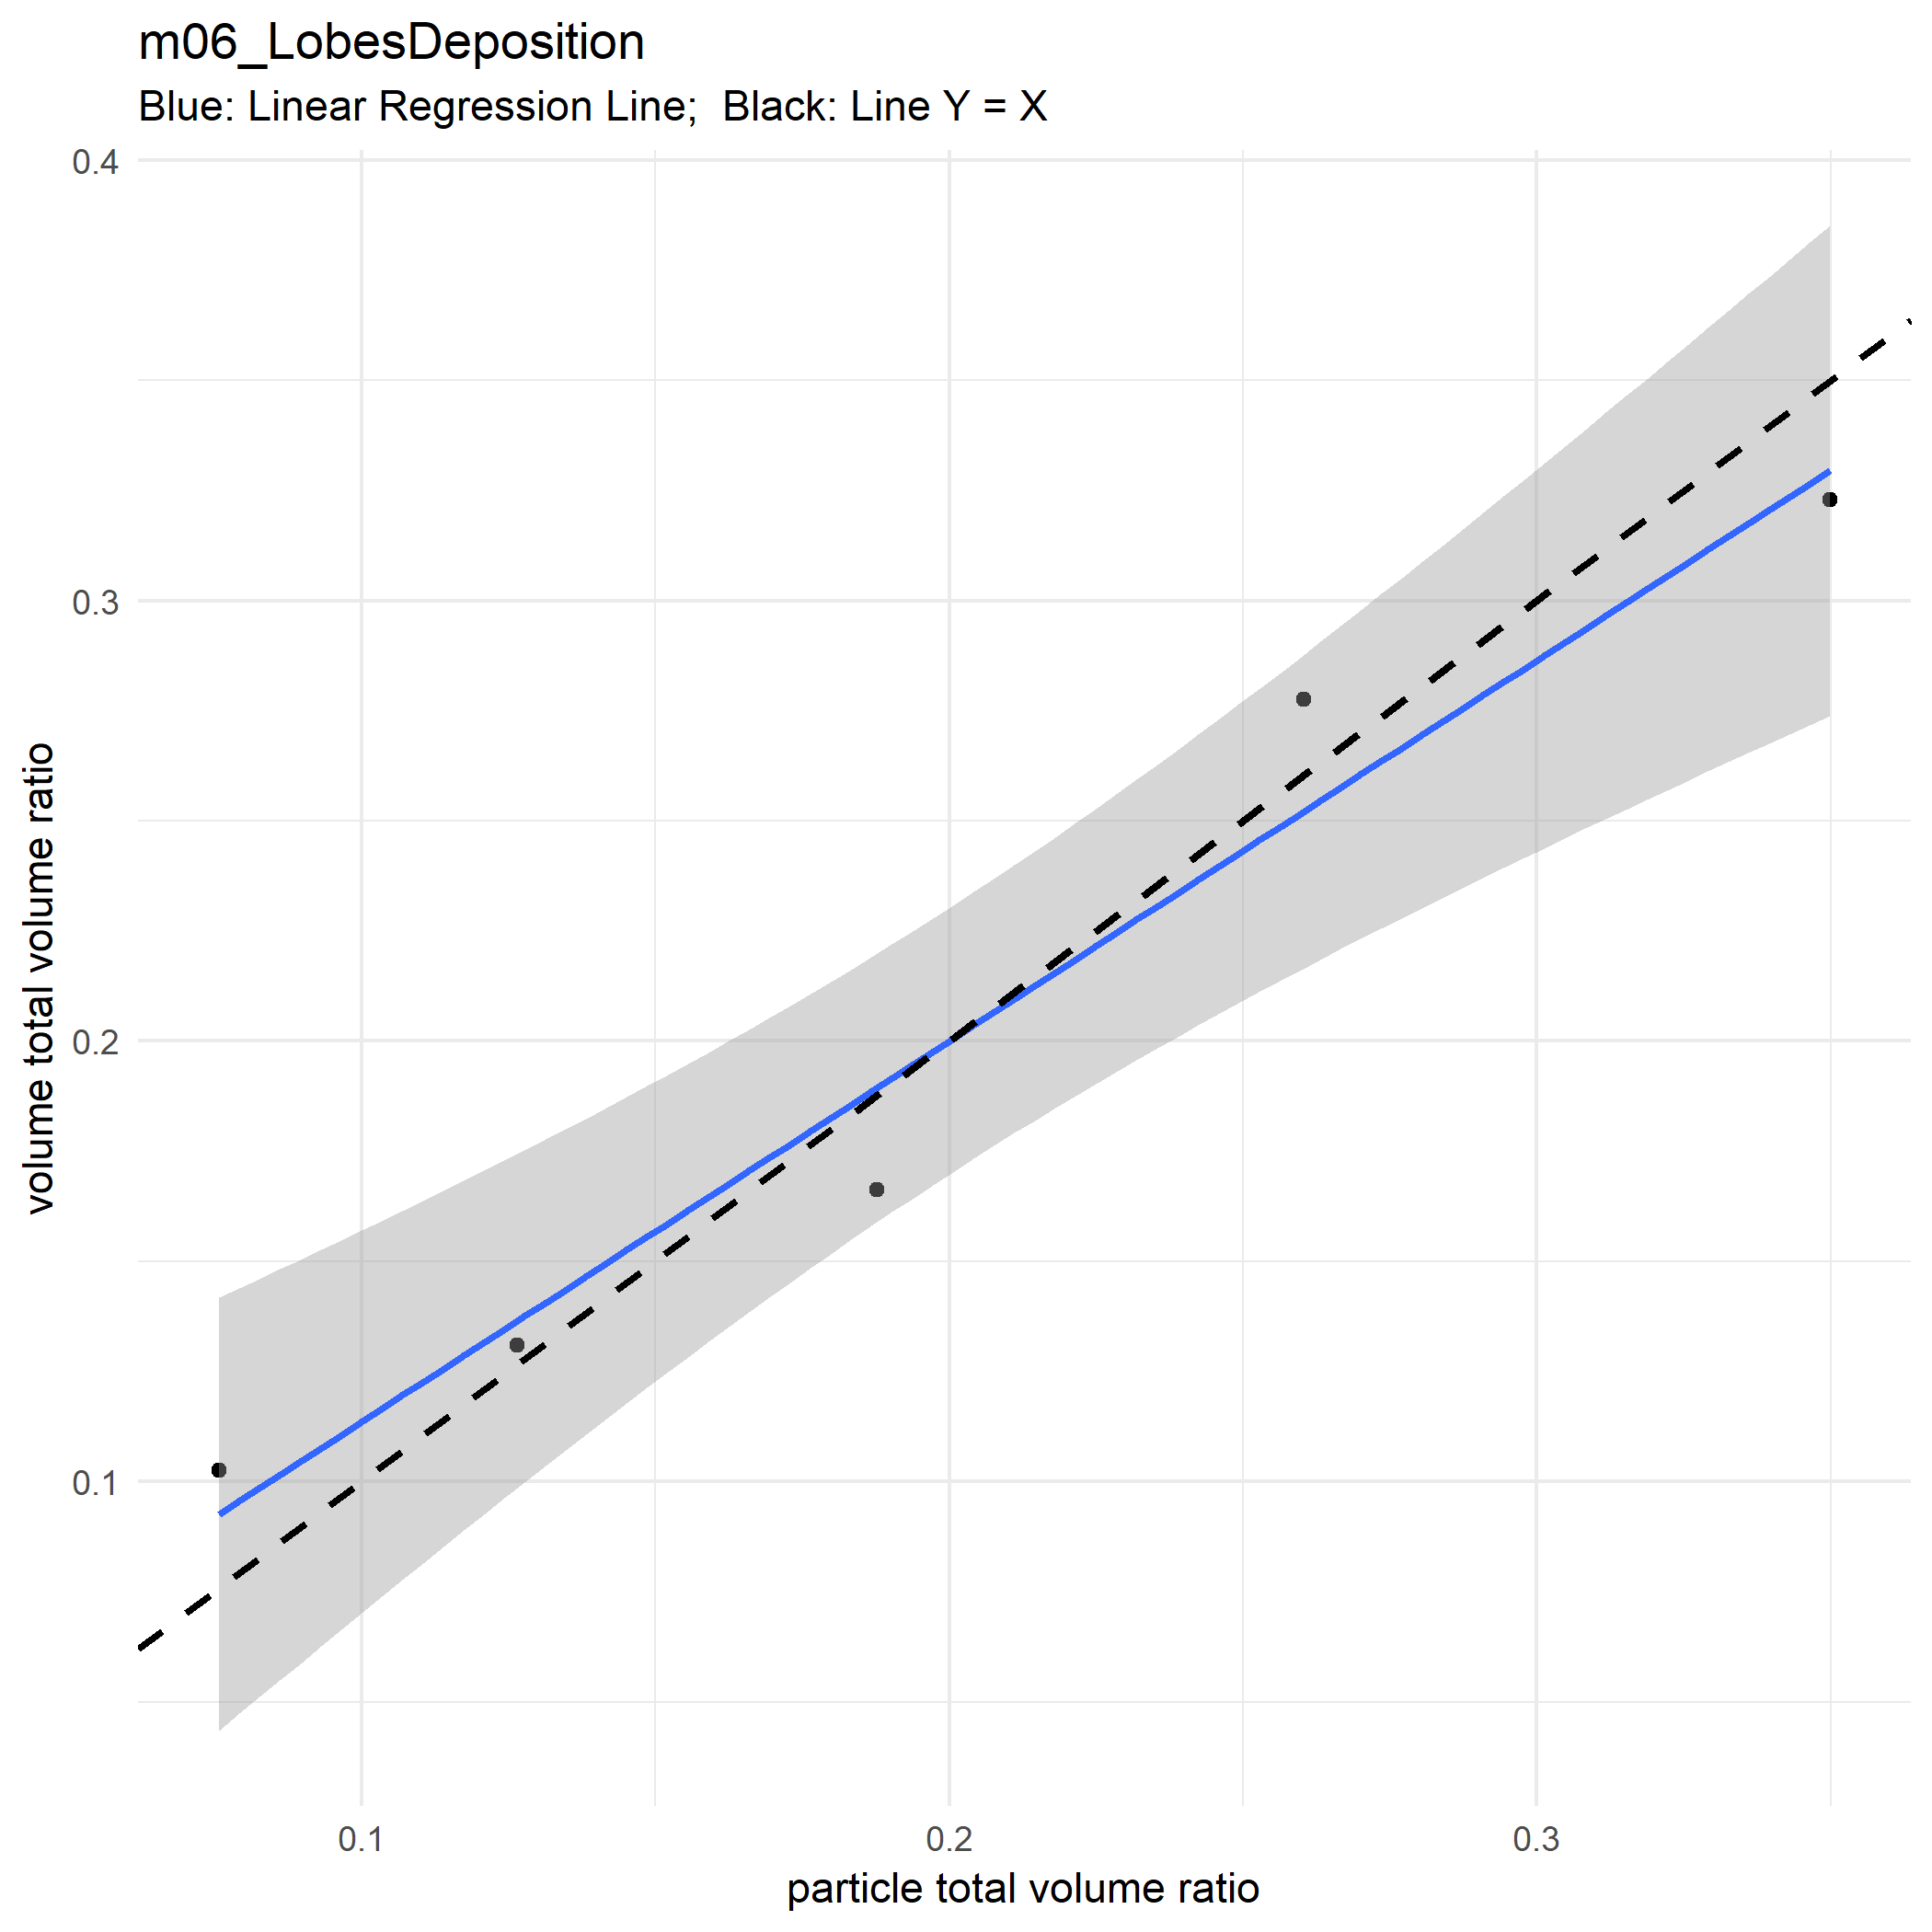 m06_LobesDeposition
Blue: Linear Regression Line;  Black: Line Y = X
0.4
0.3
0.2
0.1
volume total volume ratio
0.1
0.2
0.3
particle total volume ratio